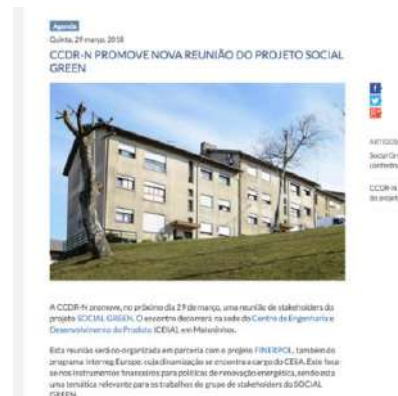 Agenda
Quinta, 29 março 2018
CCDR-N PROMOVE NOVA REUNIÃO DO PROJETO SOCIAL
GREEN
ARTIGOS
CCDR-N
A CCDR-N promove, no próximo dia 29 de março, uma reunião de stakeholders do
projeto SOCIAL GREEN. O encontro decorrerá na sede do Centro de Engenharia e
Desenvolvimento de Produto (CEIIA), em Matosinhos.
Esta reunião será co-organizada em parceria com o projeto FINERPOL, também do
programa Interreg Europe, cuja dinamização se encontra a cargo do CEIIA. Este foca-
se nos instrumentos financeiros para políticas de renovação energética, sendo esta
uma temática relevante para os trabalhos do grupo de stakeholders do SOCIAL
GREEN.